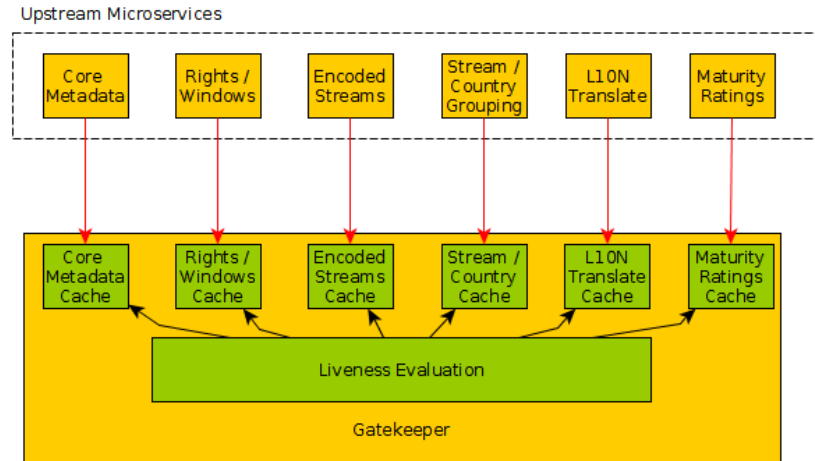 Upstream Microservices
Core
Metadata
Rights /
Windows
Encoded
Streams
Stream /
Country
Grouping
L10N
Translate
Maturity
Ratings
Core
Metadata
Cache
Rights /
Windows
Cache
Encoded
Streams
Cache
Stream /
Country
Cache
L10N
Translate
Cache
Maturity
Ratings
Cache
Liveness Evaluation
Gatekeeper